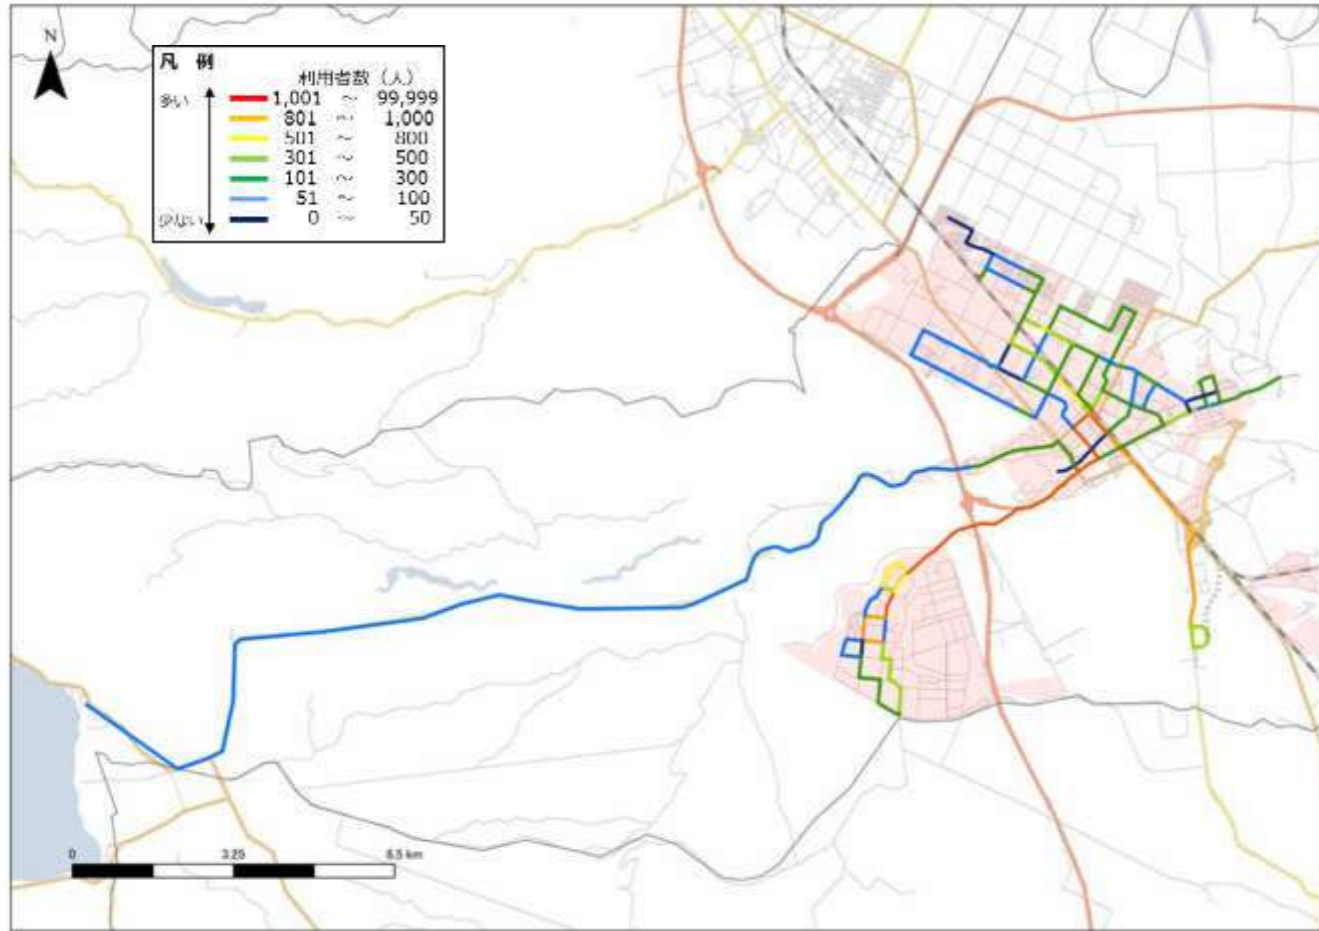 N
凡 例
利用者数（人）
多い
1,001 ～ 99,999
801 ～ 1,000
501 ～ 800
301 ～ 500
101 ～ 300
51 ～ 100
少ない 0 ～ 50
0 3.25 6.5 km